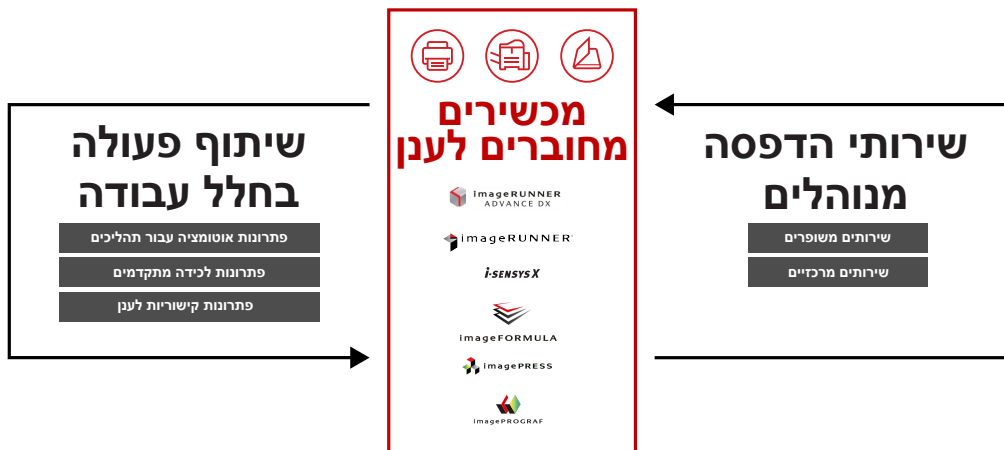 שירותי הדפסה
מנוהלים
שירותים משופרים
שירותים מרכזיים
מכשירים
מחוברים לענן
imageRUNNER
ADVANCE DX
imageRUNNER
i-SENSYS X
imageFORMULA
imagePRESS
imagePROGRAF
שיתוף פעולה
בחלל עבודה
פתרונות אוטומציה עבור תהליכים
פתרונות לכידה מתקדמים
פתרונות קישוריות לענן